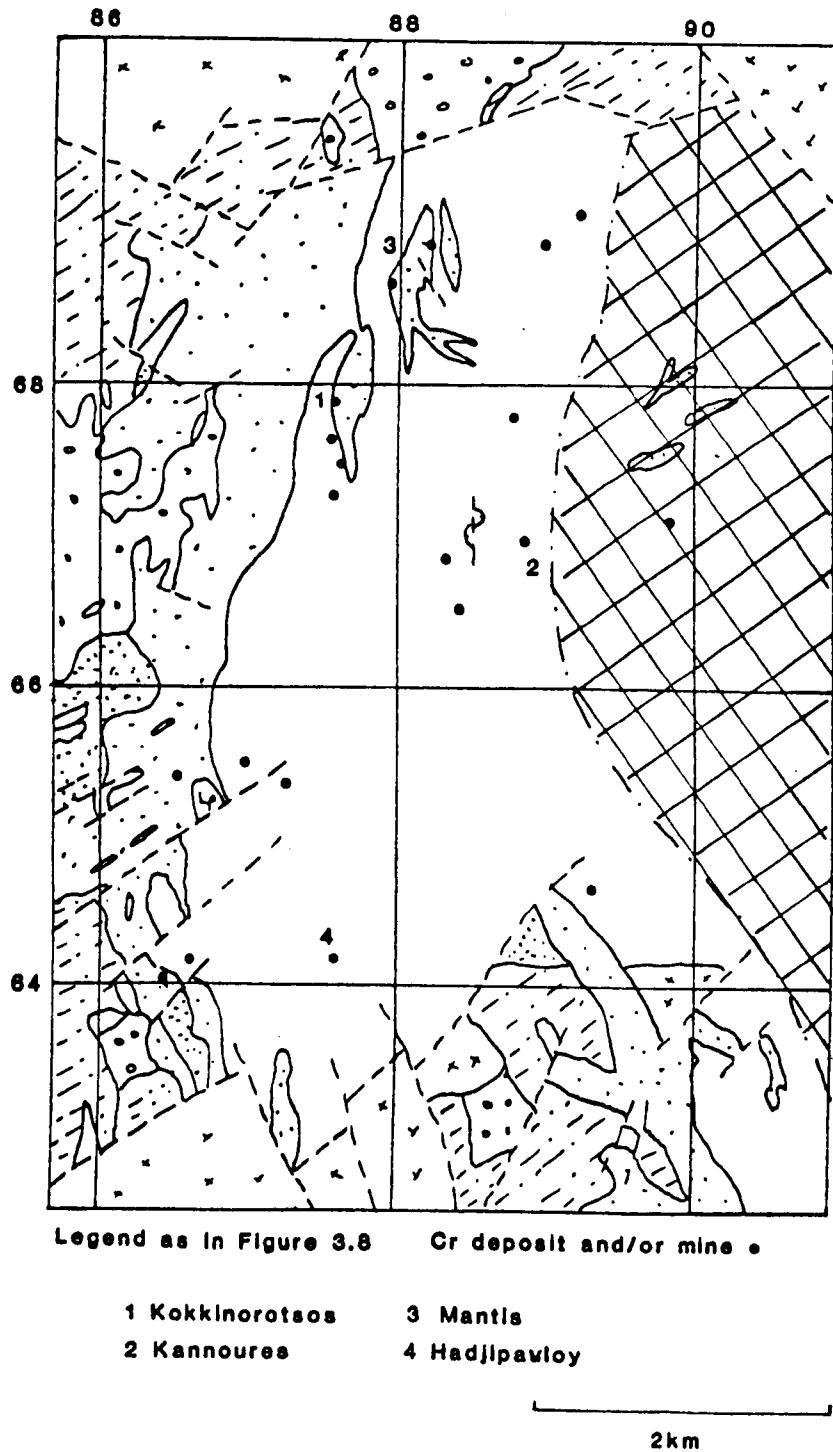 86 88 90
3
68
1
2
66
4
64
Legend as in Figure 3.8 Cr deposit and/or mine
1 Kokkinorotsos 3 Mantis
2 Kannoures 4 Hadjipavloy
2km